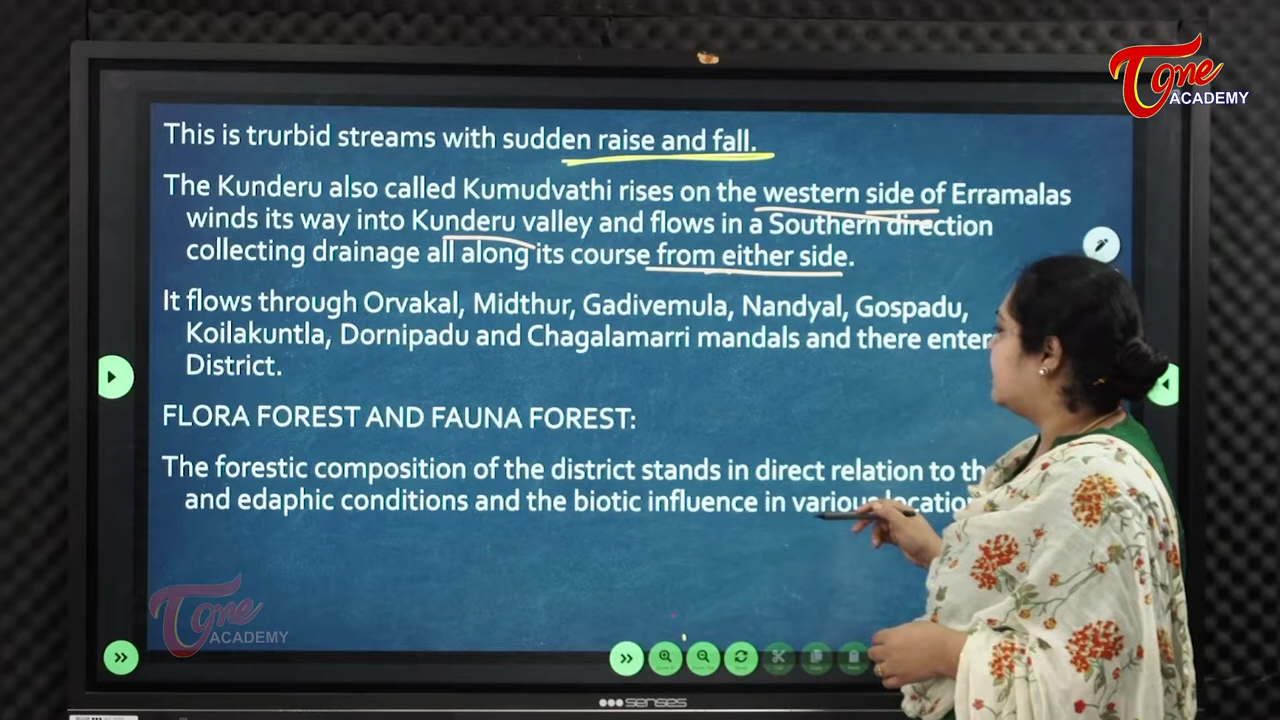 Tone
ACADEMY
This is trurbid streams with sudden raise and fall.
The Kunderu also called Kumudvathi rises on the western side of Erramalas
winds its way into Kunderu valley and flows in a Southern direction
collecting drainage all along its course from either side.
It flows through Orvakal, Midthur, Gadivemula, Nandyal, Gospadu,
Koilakuntla, Dornipadu and Chagalamarri mandals and there enter
District.
FLORA FOREST AND FAUNA FOREST:
The forestic composition of the district stands in direct relation to
and edaphic conditions and the biotic influence in various
Tone
ACADEMY
senses